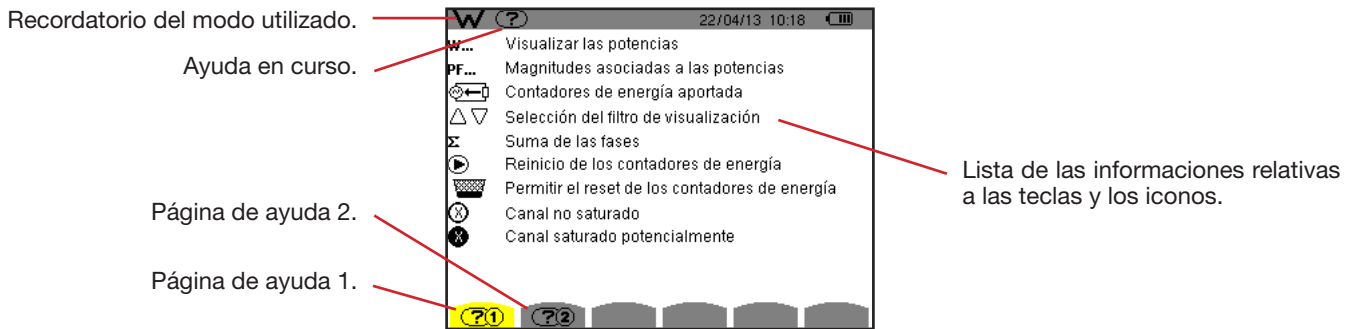 Recordatorio del modo utilizado.
Ayuda en curso.
Página de ayuda 2.
Página de ayuda 1.
W ? 22/04/13 10:18
W... Visualizar las potencias
PF... Magnitudes asociadas a las potencias
Contadores de energía aportada
Selección del filtro de visualización
Σ Suma de las fases
Reinicio de los contadores de energía
Permitir el reset de los contadores de energía
X Canal no saturado
X Canal saturado potencialmente
?1 ?2
Lista de las informaciones relativas
a las teclas y los iconos.